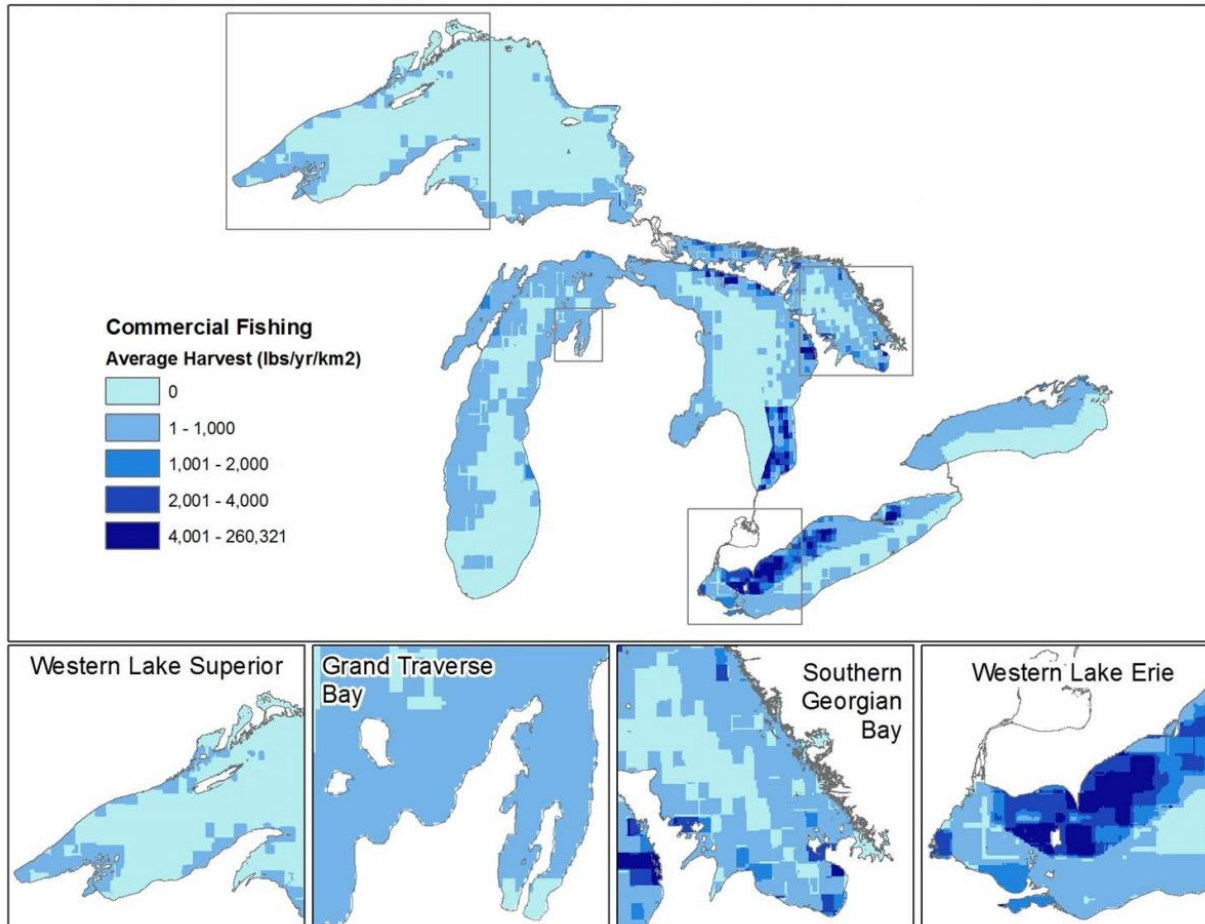 Commercial Fishing
Average Harvest (lbs/yr/km2)
0
1 - 1,000
1,001 - 2,000
2,001 - 4,000
4,001 - 260,321
Western Lake Superior
Grand Traverse
Bay
Southern
Georgian
Bay
Western Lake Erie